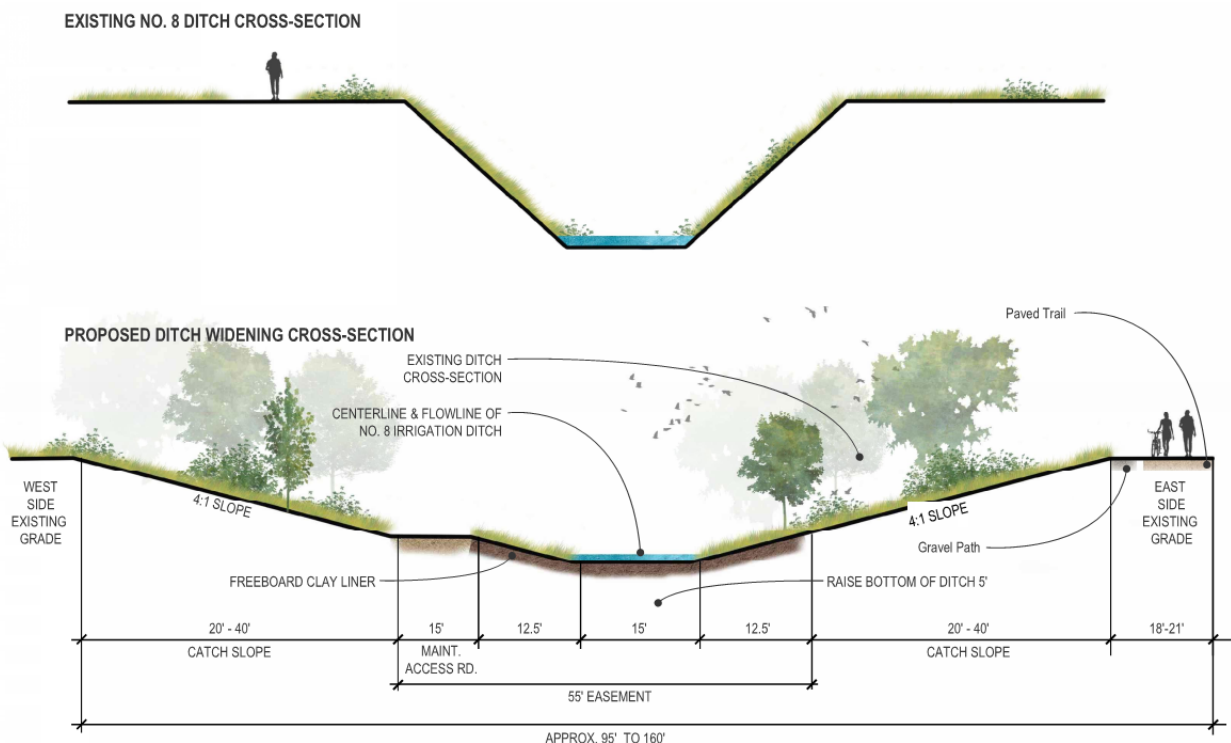 EXISTING NO. 8 DITCH CROSS-SECTION
PROPOSED DITCH WIDENING CROSS-SECTION
Paved Trail
EXISTING DITCH
CROSS-SECTION
CENTERLINE & FLOWLINE OF
NO. 8 IRRIGATION DITCH
WEST
SIDE
EXISTING
GRADE
4:1 SLOPE
4:1 SLOPE
EAST
SIDE
EXISTING
GRADE
Gravel Path
FREEBOARD CLAY LINER
RAISE BOTTOM OF DITCH 5'
20' - 40'
15'
12.5'
15'
12.5'
20' - 40'
18'-21'
CATCH SLOPE
MAINT.
ACCESS RD.
CATCH SLOPE
55' EASEMENT
APPROX. 95' TO 160'